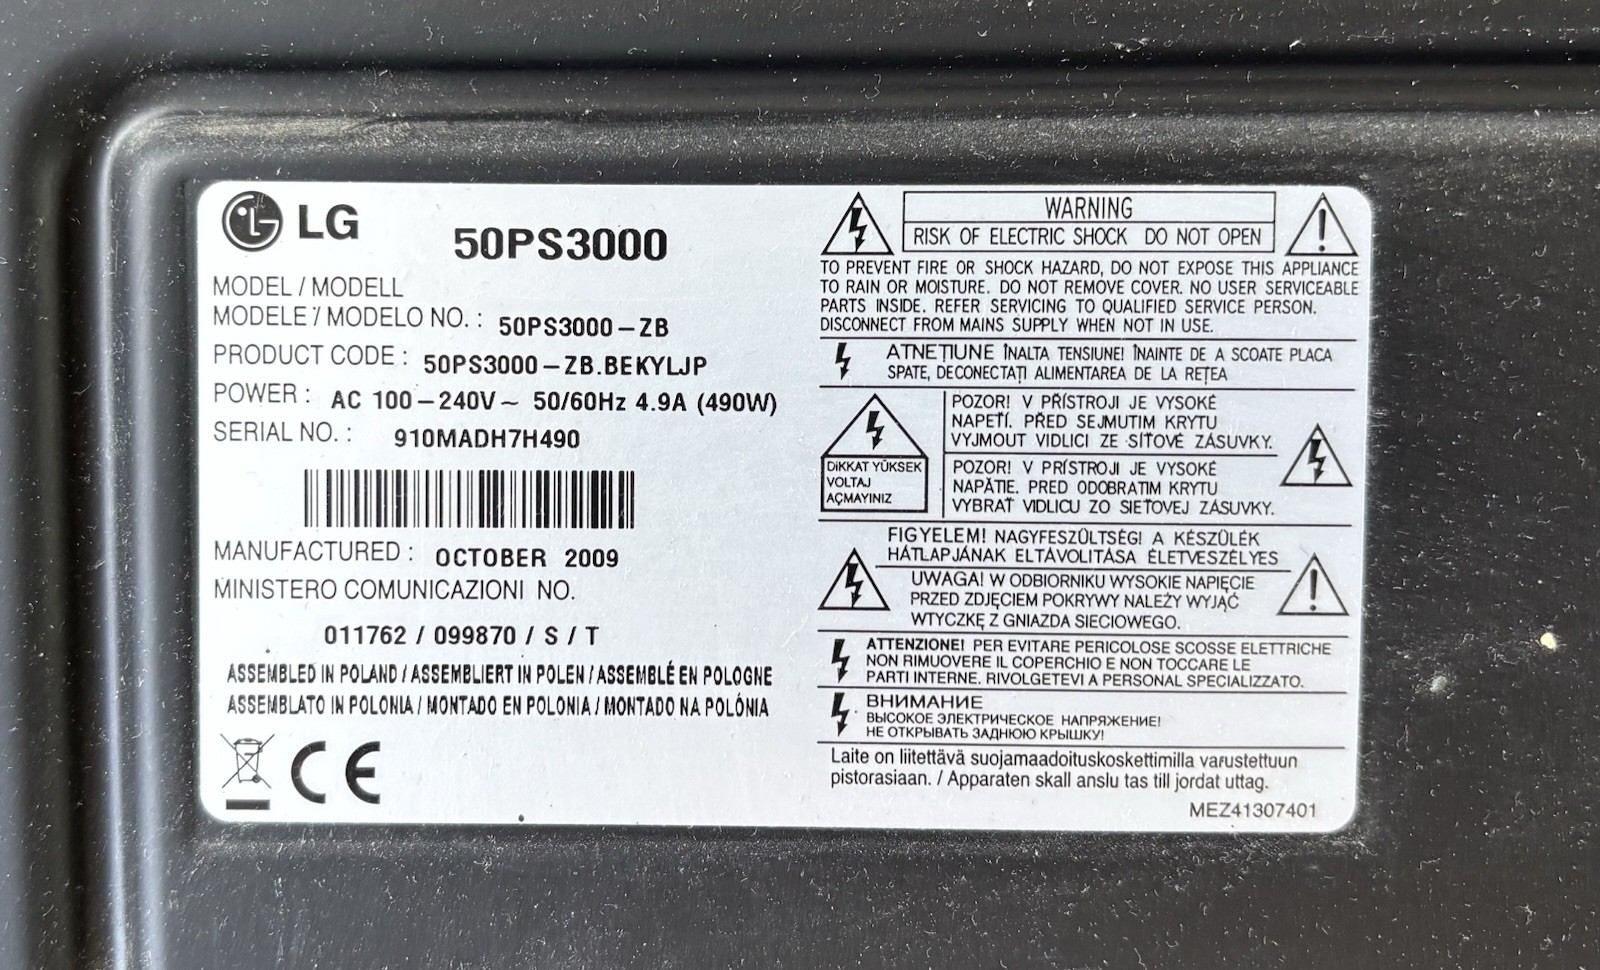 LG
50PS3000
MODEL / MODELL
MODELE / MODELO NO. : 50PS3000-ZB
PRODUCT CODE : 50PS3000-ZB.BEKYLJP
POWER : AC 100-240V~ 50/60Hz 4.9A (490W)
SERIAL NO. : 910MADH7H490
MANUFACTURED : OCTOBER 2009
MINISTERO COMUNICAZIONI NO.
011762 / 099870 / S / T
ASSEMBLED IN POLAND / ASSEMBLIERT IN POLEN / ASSEMBLÉ EN POLOGNE
ASSEMBLATO IN POLONIA / MONTADO EN POLONIA / MONTADO NA POLÓNIA
CE
WARNING
RISK OF ELECTRIC SHOCK DO NOT OPEN
TO PREVENT FIRE OR SHOCK HAZARD, DO NOT EXPOSE THIS APPLIANCE
TO RAIN OR MOISTURE. DO NOT REMOVE COVER. NO USER SERVICEABLE
PARTS INSIDE. REFER SERVICING TO QUALIFIED SERVICE PERSON.
DISCONNECT FROM MAINS SUPPLY WHEN NOT IN USE.
ATNEȚIUNE ÎNALTA TENSIUNE! ÎNAINTE DE A SCOATE PLACA
SPATE, DECONECTAȚI ALIMENTAREA DE LA REȚEA
DiKKAT YÜKSEK
VOLTAJ
AÇMAYINIZ
POZOR! V PŘÍSTROJI JE VYSOKÉ
NAPETÍ. PŘED SEJMUTIM KRYTU
VYJMOUT VIDLICI ZE SÍŤOVÉ ZÁSUVKY.
POZOR! V PRÍSTROJI JE VYSOKÉ
NAPÄTIE. PRED ODOBRATIM KRYTU
VYBRAŤ VIDLICU ZO SIEŤOVEJ ZÁSUVKY.
FIGYELEM! NAGYFESZÜLTSÉG! A KÉSZÜLÉK
HÁTLAPJÁNAK ELTÁVOLITÁSA ÉLETVESZÉLYES
UWAGA! W ODBIORNIKU WYSOKIE NAPIĘCIE
PRZED ZDJĘCIEM POKRYWY NALEŻY WYJĄĆ
WTYCZKĘ Z GNIAZDA SIECIOWEGO.
ATTENZIONE! PER EVITARE PERICOLOSE SCOSSE ELETTRICHE
NON RIMUOVERE IL COPERCHIO E NON TOCCARE LE
PARTI INTERNE. RIVOLGETEVI A PERSONAL SPECIALIZZATO.
ВНИМАНИЕ
ВЫСОКОЕ ЭЛЕКТРИЧЕСКОЕ НАПРЯЖЕНИЕ!
НЕ ОТКРЫВАТЬ ЗАДНЮЮ КРЫШКУ!
Laite on liitettävä suojamaadoituskoskettimilla varustettuun
pistorasiaan. / Apparaten skall anslu tas till jordat uttag.
MEZ41307401